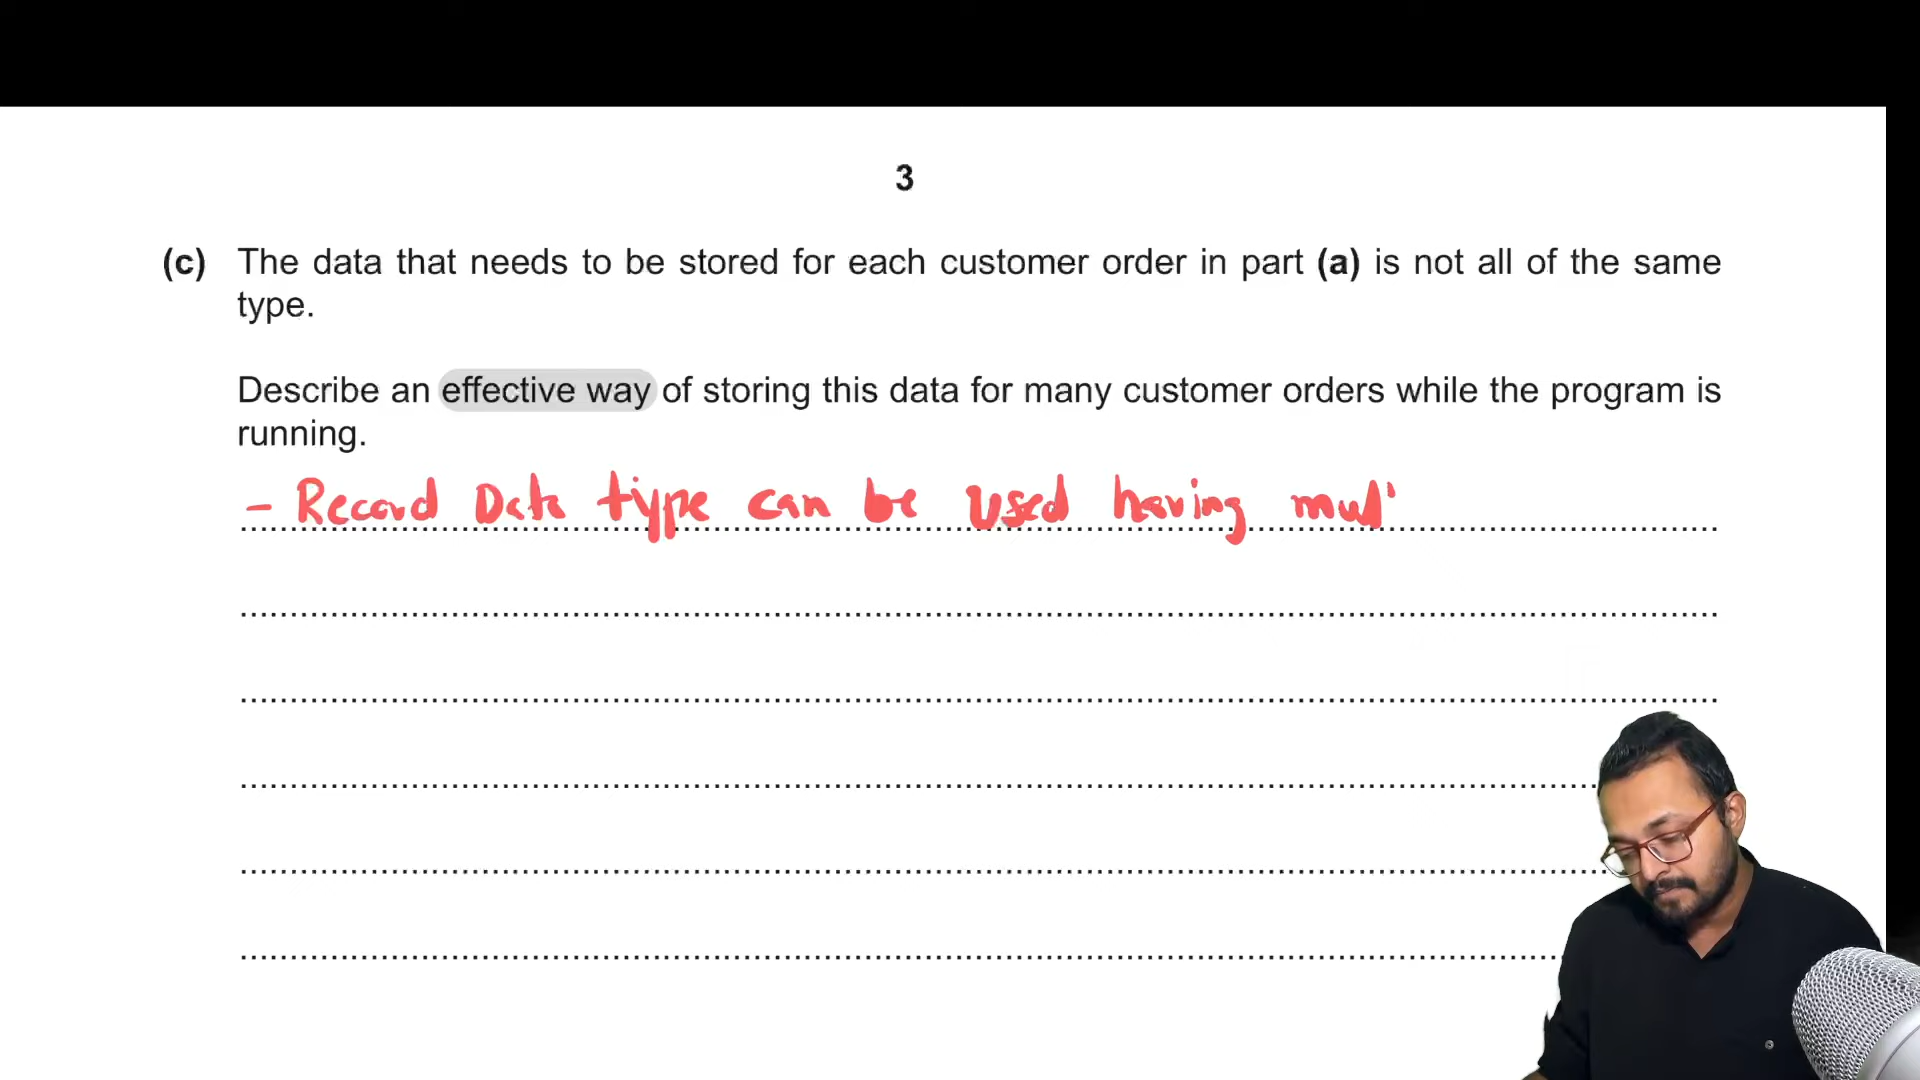 3
(c) The data that needs to be stored for each customer order in part (a) is not all of the same
type.
Describe an effective way of storing this data for many customer orders while the program is
running.
- Record Data type can be used having mul